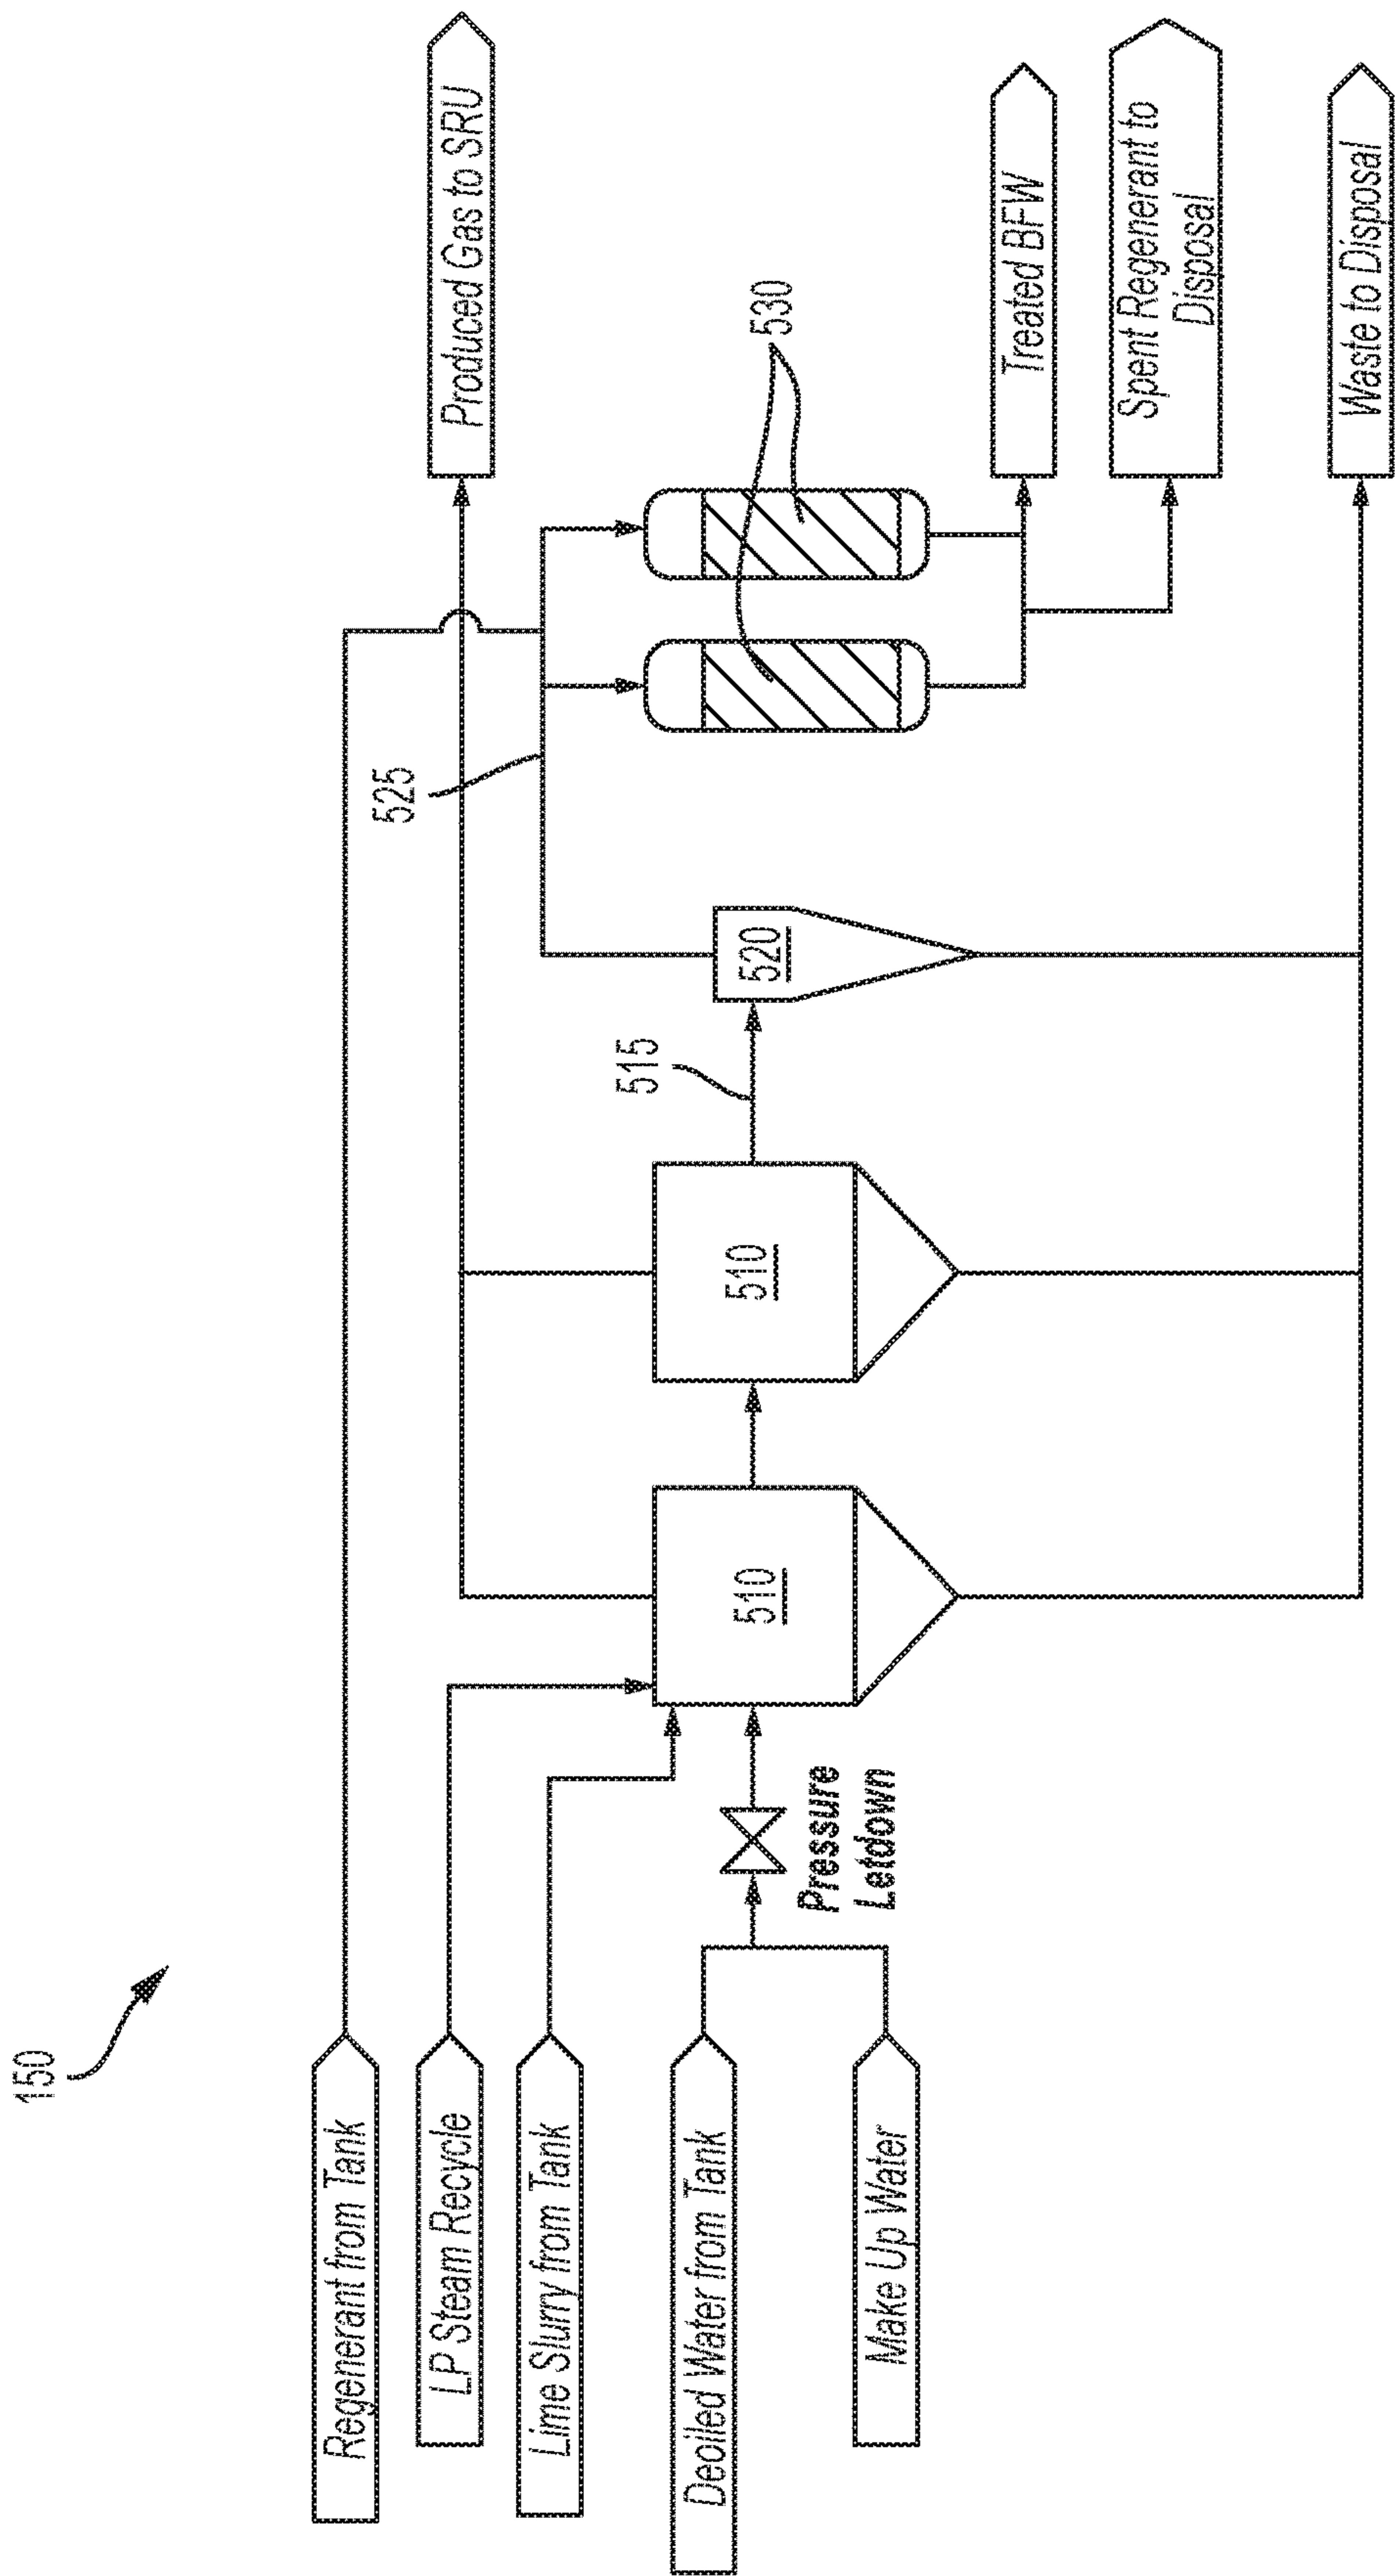 150
Regenerant from Tank
LP Steam Recycle
Lime Slurry from Tank
Deoiled Water from Tank
Make Up Water
Pressure
Letdown
510
510
515
520
525
530
Produced Gas to SRU
Treated BFW
Spent Regenerant to
Disposal
Waste to Disposal